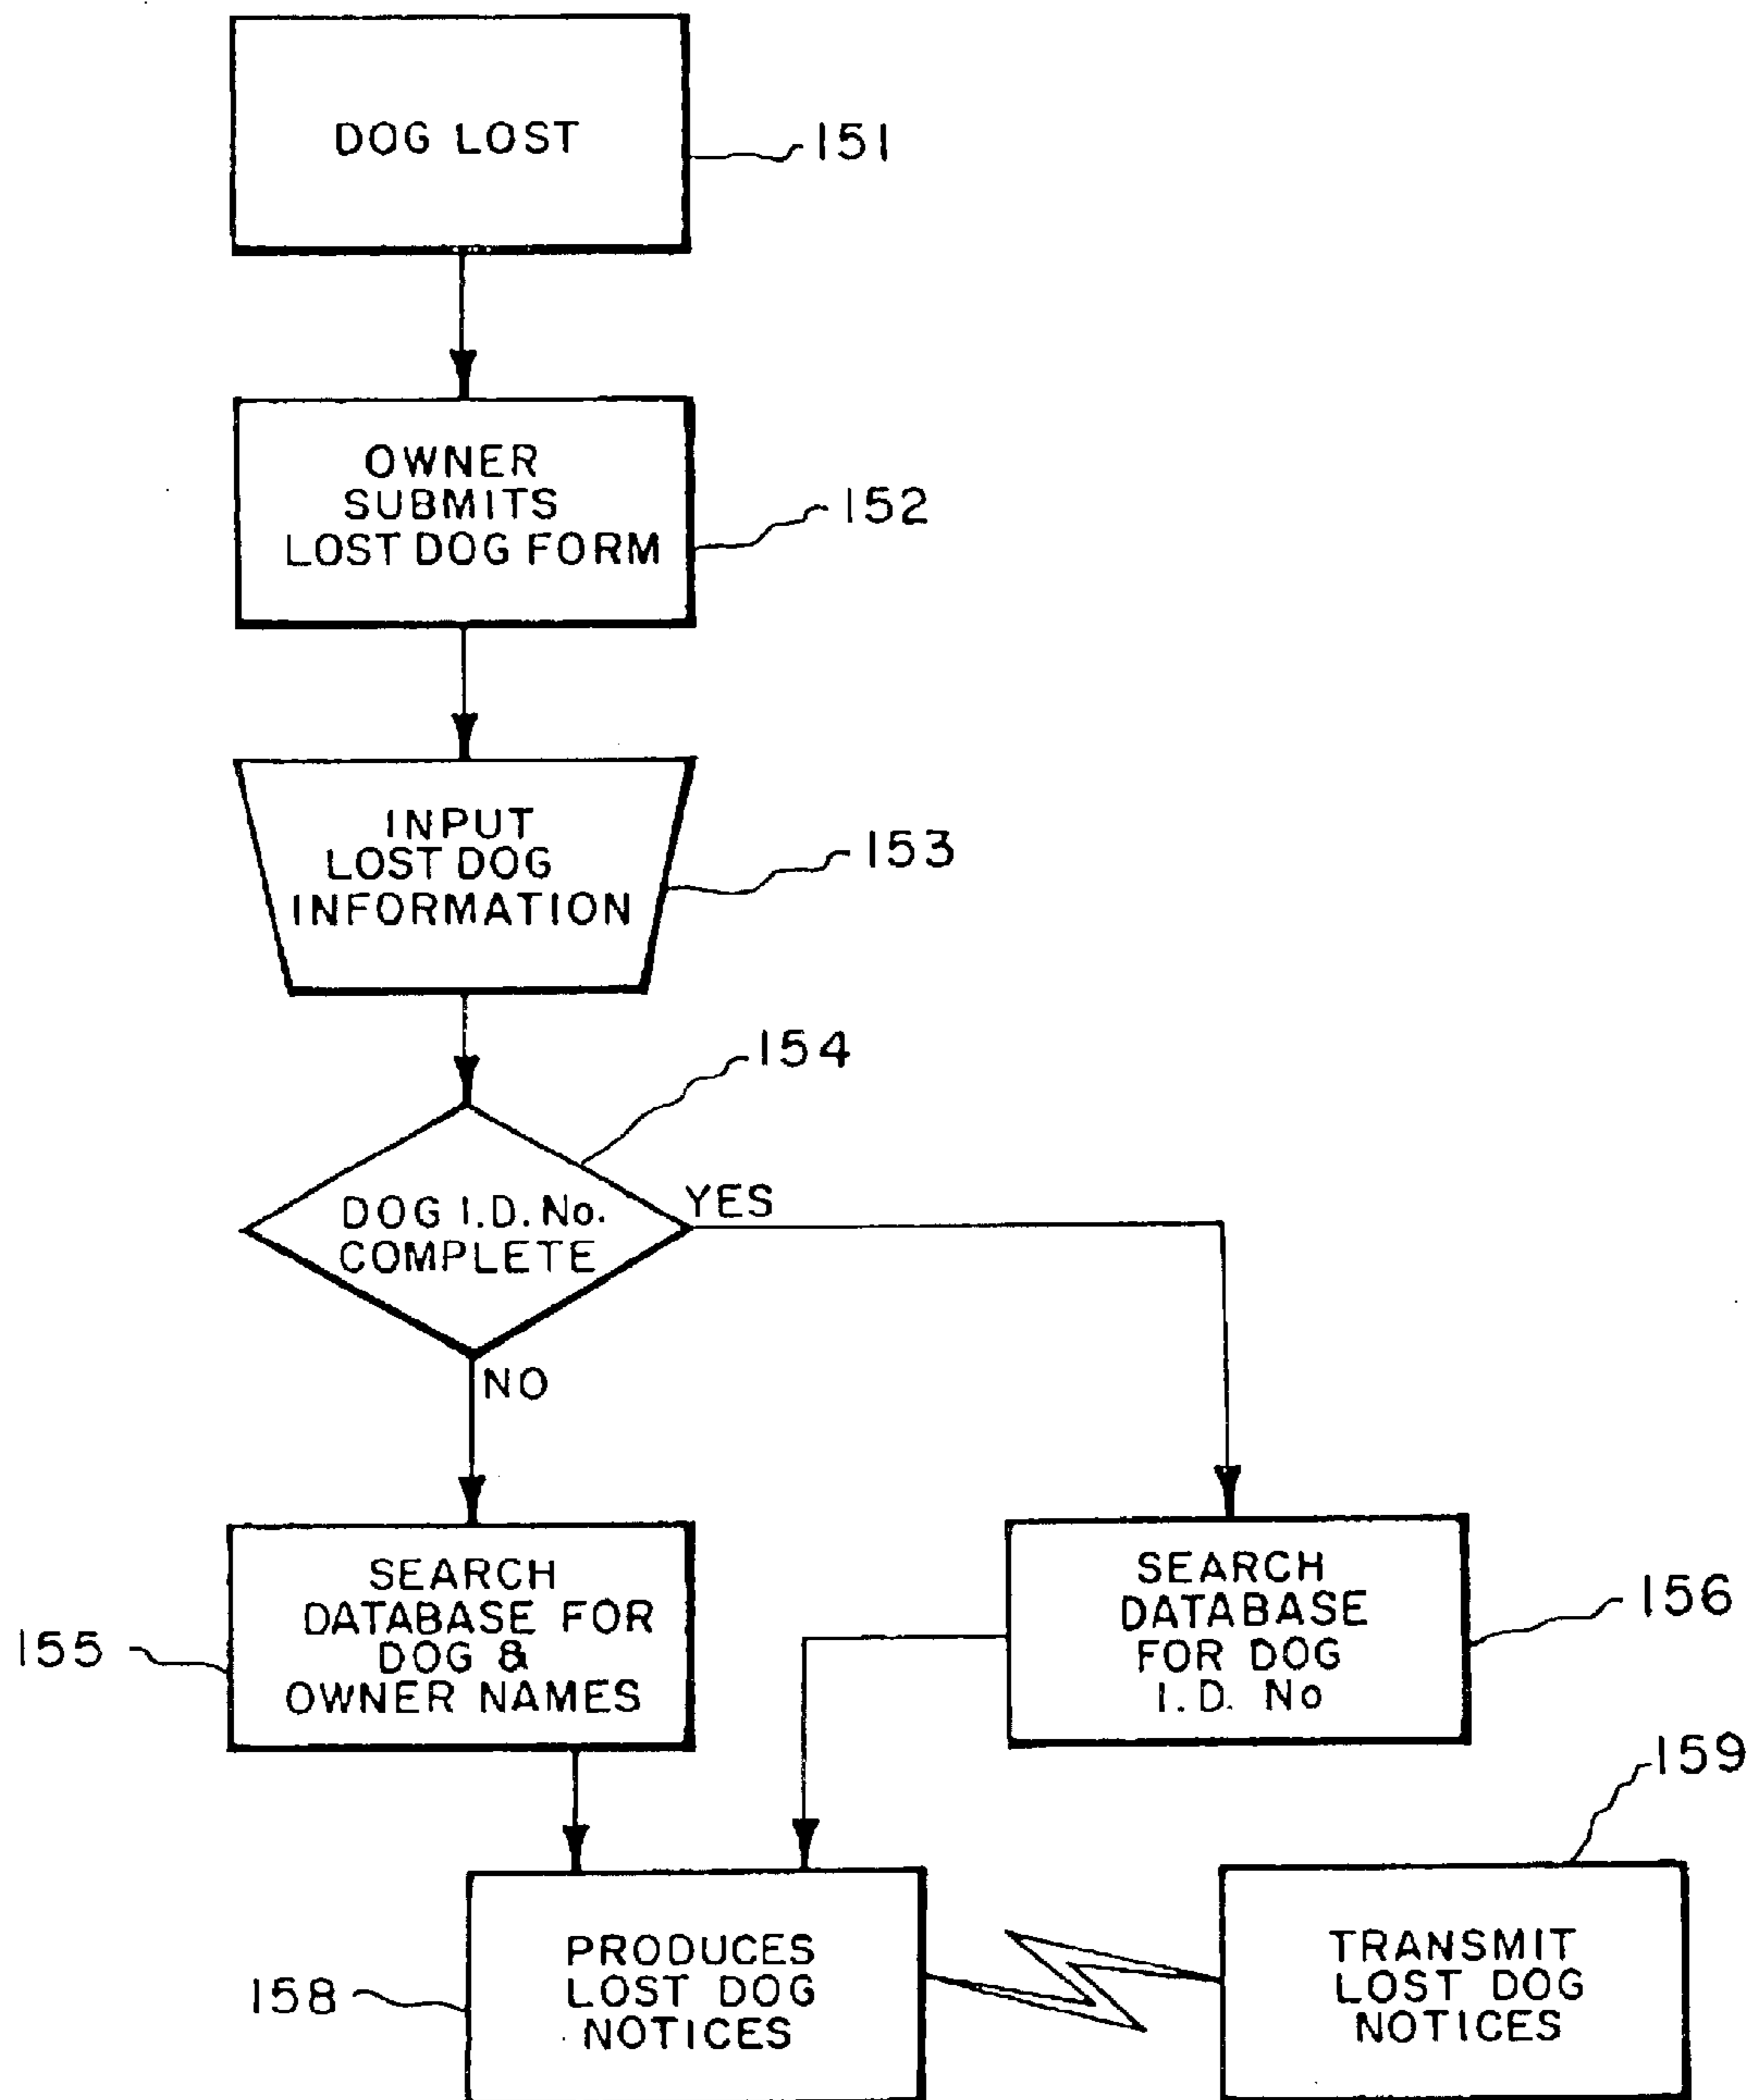 DOG LOST
151
OWNER
SUBMITS
LOST DOG FORM
152
INPUT
LOST DOG
INFORMATION
153
154
DOG I.D. No.
COMPLETE
YES
NO
SEARCH
DATABASE FOR
DOG &
OWNER NAMES
155
SEARCH
DATABASE
FOR DOG
I.D. No
156
159
PRODUCES
LOST DOG
NOTICES
158
TRANSMIT
LOST DOG
NOTICES